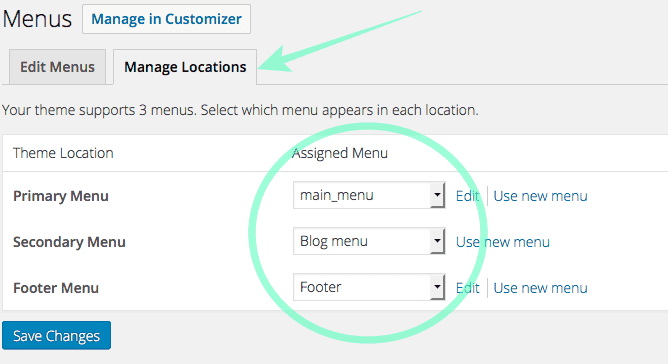 Menus Manage in Customizer
Edit Menus Manage Locations
Your theme supports 3 menus. Select which menu appears in each location.
Theme Location Assigned Menu
Primary Menu main_menu Edit Use new menu
Secondary Menu Blog menu Use new menu
Footer Menu Footer Edit Use new menu
Save Changes